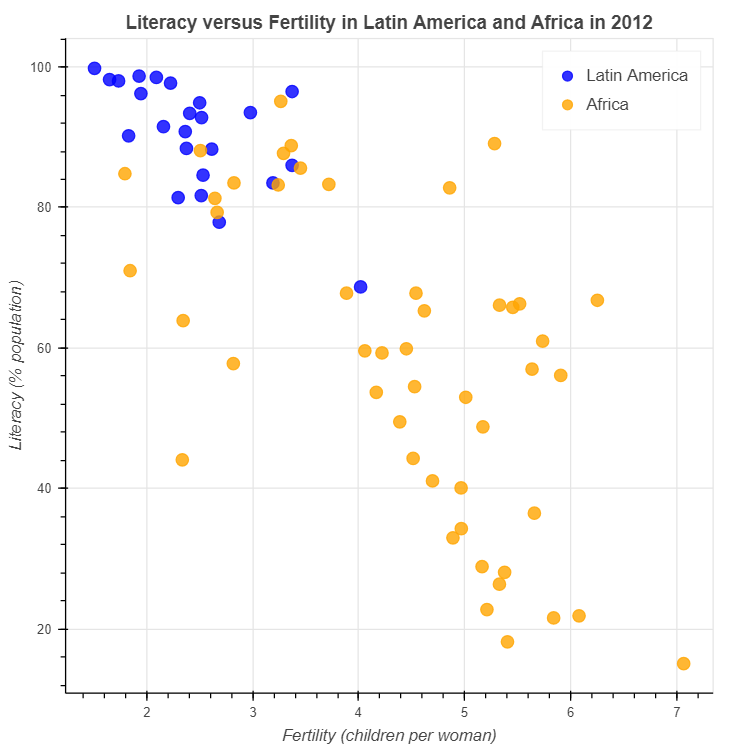 Literacy versus Fertility in Latin America and Africa in 2012
Latin America
Africa
Literacy (% population)
100
80
60
40
20
2 3 4 5 6 7
Fertility (children per woman)